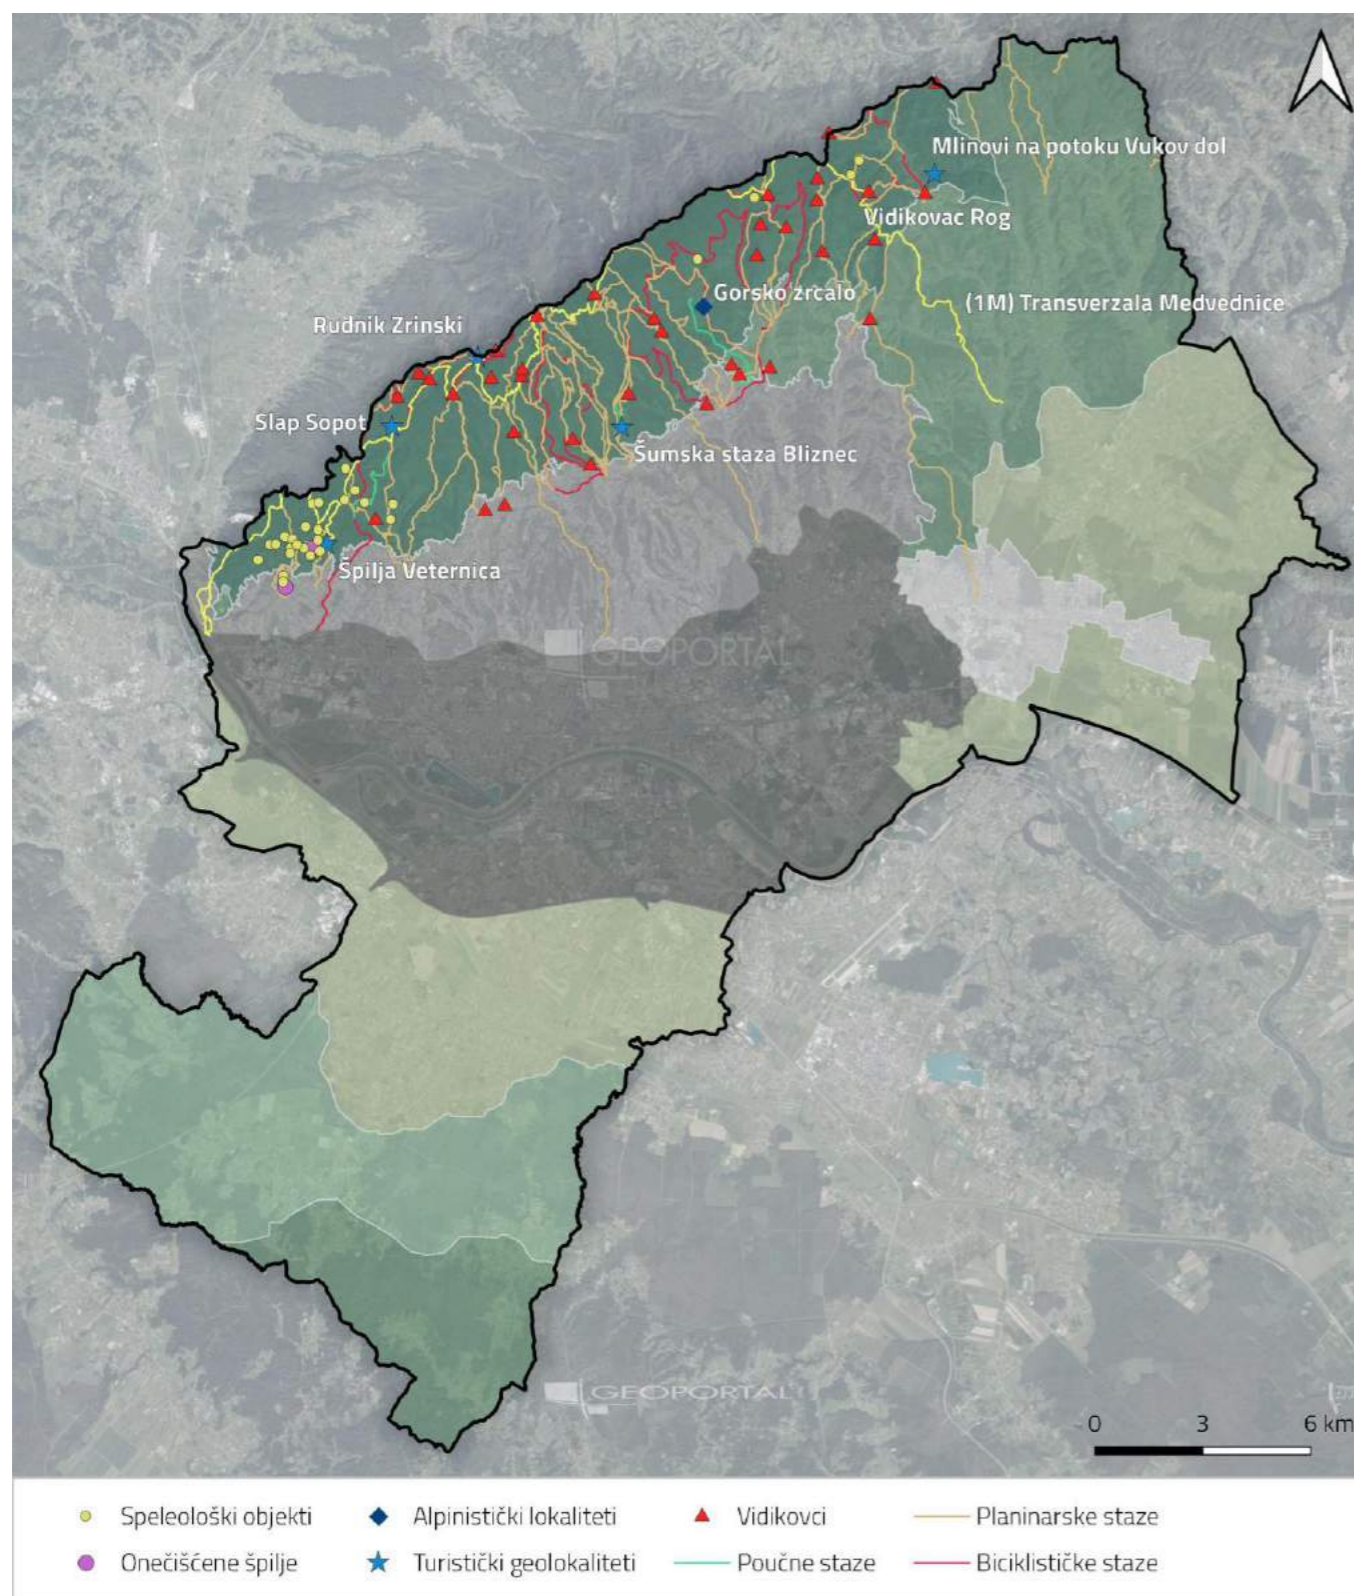 Mlinovi na potoku Vukov dol
Vidikovac Rog
Gorsko zrcalo
(1M) Transverzala Medvednice
Rudnik Zrinski
Slap Sopot
Šumska staza Bliznec
Špilja Veternica
GEOPORTAL
GEOPORTAL
0 3 6 km
Speleološki objekti
Alpinistički lokaliteti
Vidikovci
Planinarske staze
Onečišćene špilje
Turistički geolokaliteti
Poučne staze
Biciklističke staze